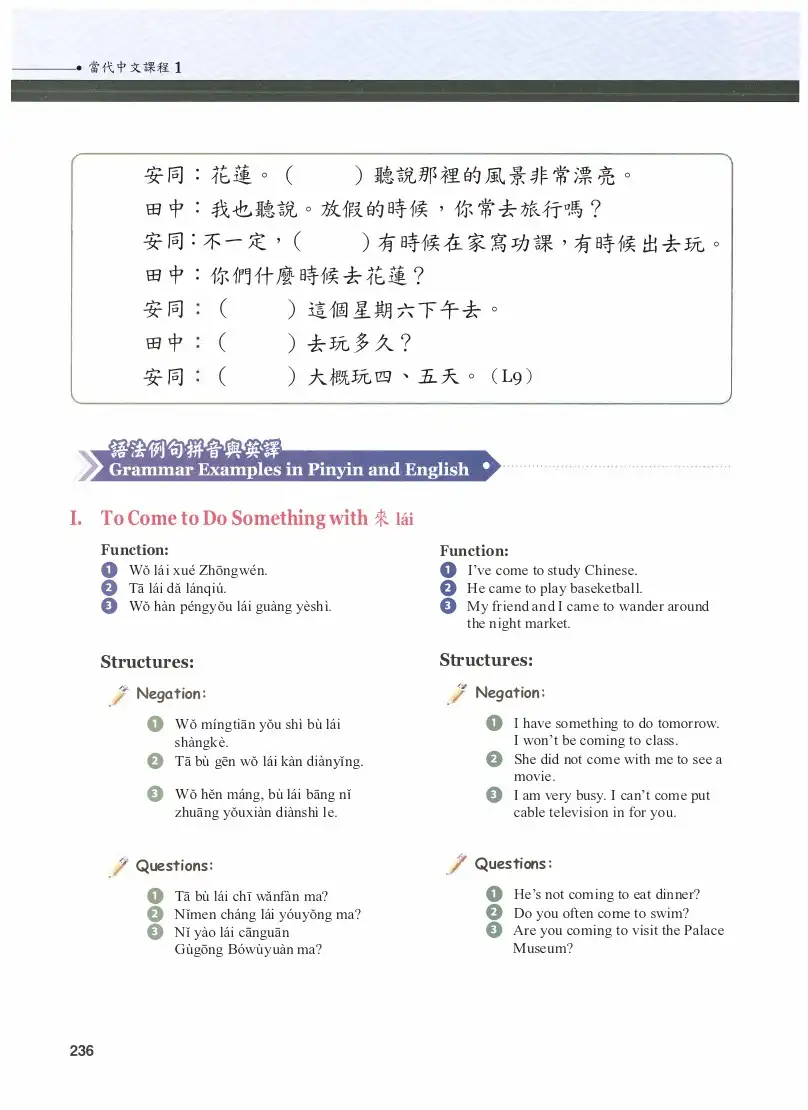 當代中文課程 1
安同：花蓮。（　　　）聽說那裡的風景非常漂亮。
田中：我也聽說。放假的時候，你常去旅行嗎？
安同：不一定，（　　　）有時候在家寫功課，有時候出去玩。
田中：你們什麼時候去花蓮？
安同：（　　　）這個星期六下午去。
田中：（　　　）去玩多久？
安同：（　　　）大概玩四、五天。（L9）
語法例句拼音與英譯
Grammar Examples in Pinyin and English
I. To Come to Do Something with 來 lái
Function:
1 Wǒ lái xué Zhōngwén.
2 Tā lái dǎ lánqiú.
3 Wǒ hàn péngyǒu lái guàng yèshì.
Function:
1 I’ve come to study Chinese.
2 He came to play baseketball.
3 My friend and I came to wander around
the night market.
Structures:
Negation:
1 Wǒ míngtiān yǒu shì bù lái
shàngkè.
2 Tā bù gēn wǒ lái kàn diànyǐng.
3 Wǒ hěn máng, bù lái bāng nǐ
zhuāng yǒuxiàn diànshì le.
Structures:
Negation:
1 I have something to do tomorrow.
I won’t be coming to class.
2 She did not come with me to see a
movie.
3 I am very busy. I can’t come put
cable television in for you.
Questions:
1 Tā bù lái chī wǎnfàn ma?
2 Nǐmen cháng lái yóuyǒng ma?
3 Nǐ yào lái cānguān
Gùgōng Bówùyuàn ma?
Questions:
1 He’s not coming to eat dinner?
2 Do you often come to swim?
3 Are you coming to visit the Palace
Museum?
236